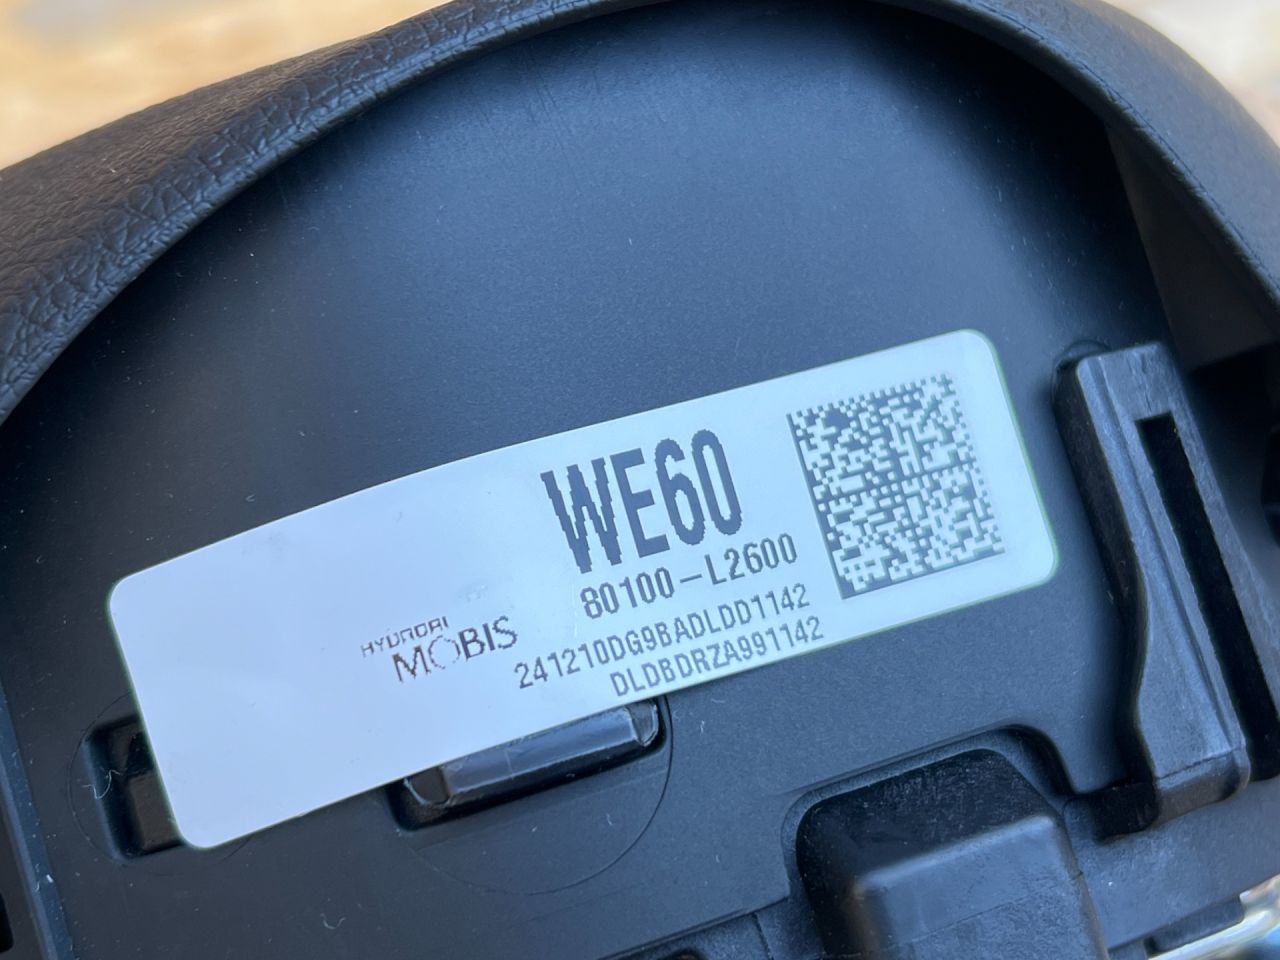 WE60
80100-L2600
HYUNDAI
MOBIS
241210DG9BADLDD1142
DLDBDRZA991142